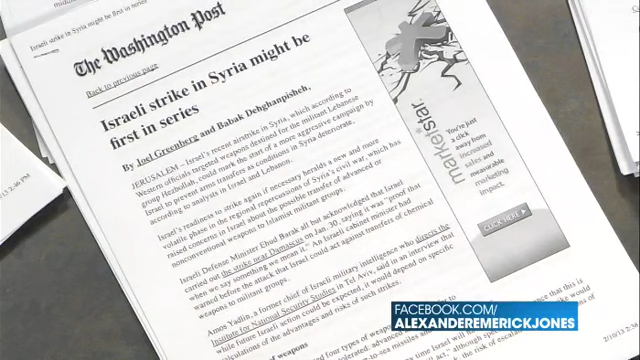 Israeli strike in Syria might be first in series
The Washington Post
Back to previous page
Israeli strike in Syria might be
first in series
By Joel Greenberg and Babak Dehghanpisheh,
JERUSALEM – Israel's recent airstrike in Syria, which according to
Western officials targeted weapons destined for the militant Lebanese
group Hezbollah, could mark the start of a more aggressive campaign by
Israel to prevent arms transfers as conditions in Syria deteriorate,
according to analysts in Israel and Lebanon.
Israel's readiness to strike again if necessary heralds a new and more
volatile phase in the regional repercussions of Syria's civil war, which has
raised concern in Israel about the possible transfer of advanced or
nonconventional weapons to Islamist militant groups.
Israeli Defense Minister Ehud Barak all but acknowledged that Israel
carried out the strike near Damascus on Jan. 30, saying it was "proof that
when we say something we mean it." An Israeli cabinet minister had
warned before the attack that Israel could act against transfers of chemical
weapons to militant groups.
Amos Yadlin, a former chief of Israeli military intelligence who directs the
Institute for National Security Studies in Tel Aviv, said in an interview that
while future Israeli action could be expected, it would depend on specific
calculations of the advantages and risks of such strikes.
of weapons
four types of weapons
marketstar
You're just
a click
away from
increased
sales and
measurable
marketing
impact.
CLICK HERE
2/10/13
FACEBOOK.COM/
ALEXANDEREMERICKJONES